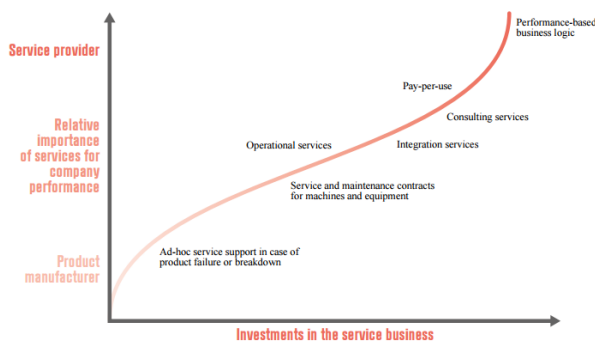 Performance-based
business logic
Service provider
Pay-per-use
Consulting services
Relative
importance
of services for
company
performance
Operational services
Integration services
Service and maintenance contracts
for machines and equipment
Ad-hoc service support in case of
product failure or breakdown
Product
manufacturer
Investments in the service business